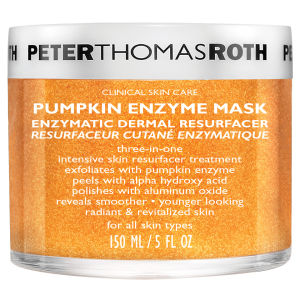 PETERTHOMASROTH
CLINICAL SKIN CARE
PUMPKIN ENZYME MASK
ENZYMATIC DERMAL RESURFACER
RESURFACEUR CUTANÉ ENZYMATIQUE
three-in-one
intensive skin resurfacer treatment
exfoliates with pumpkin enzyme
peels with alpha hydroxy acid
polishes with aluminum oxide
reveals smoother • younger looking
radiant & revitalized skin
for all skin types
150 ML / 5 FL OZ